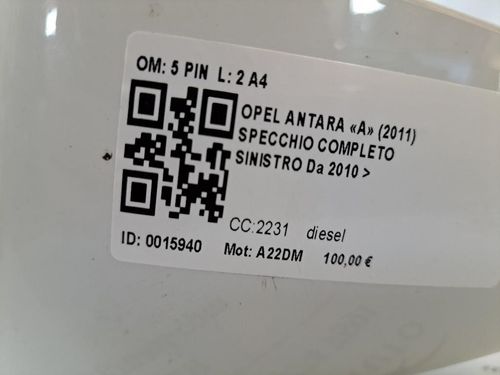 OM: 5 PIN L: 2 A4
OPEL ANTARA «A» (2011)
SPECCHIO COMPLETO
SINISTRO Da 2010 >
CC:2231 diesel
ID: 0015940 Mot: A22DM 100,00 €